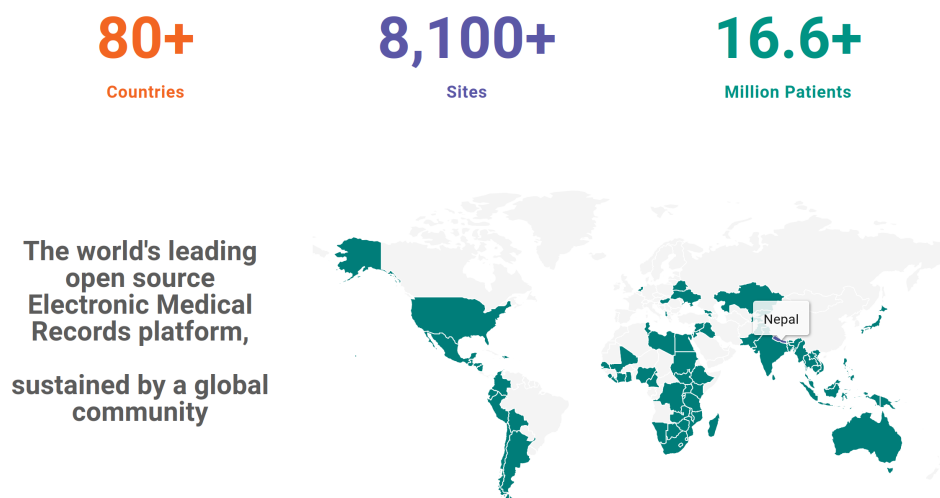 80+
Countries
8,100+
Sites
16.6+
Million Patients
The world's leading
open source
Electronic Medical
Records platform,
sustained by a global
community
Nepal